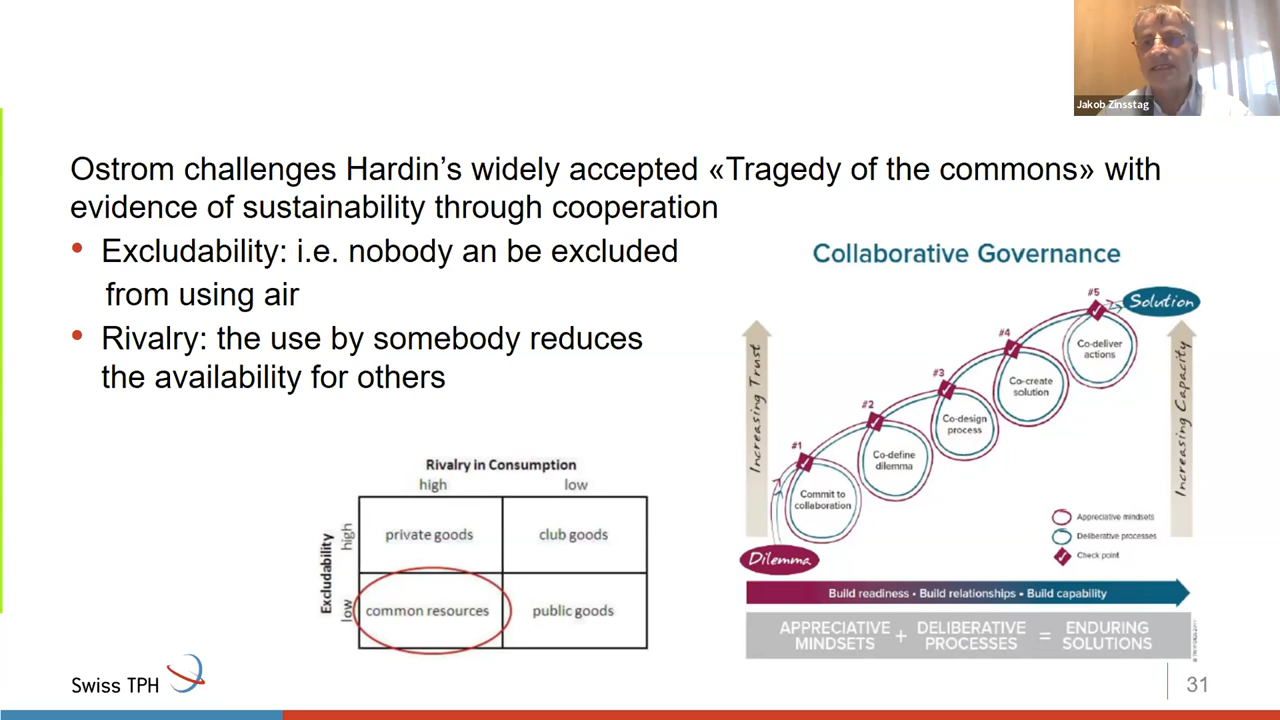 Jakob Zinsstag
Ostrom challenges Hardin's widely accepted «Tragedy of the commons» with
evidence of sustainability through cooperation
• Excludability: i.e. nobody an be excluded
from using air
• Rivalry: the use by somebody reduces
the availability for others
Rivalry in Consumption
high
low
Excludability
high
private goods
club goods
low
common resources
public goods
Collaborative Governance
Increasing Trust
Increasing Capacity
Dilemma
#1
Commit to
collaboration
#2
Co-define
dilemma
#3
Co-design
process
#4
Co-create
solution
#5
Co-deliver
actions
Solution
Appreciative mindsets
Deliberative processes
Check point
Build readiness • Build relationships • Build capability
APPRECIATIVE
MINDSETS
+
DELIBERATIVE
PROCESSES
=
ENDURING
SOLUTIONS
Swiss TPH
31